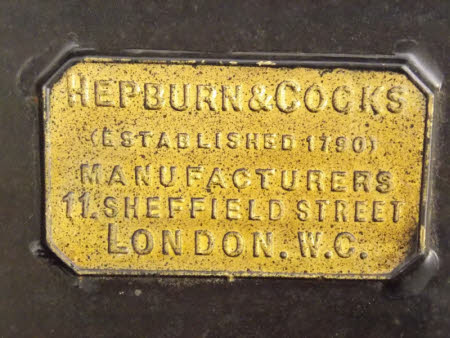 HEPBURN & COCKS
(ESTABLISHED 1790)
MANUFACTURERS
11. SHEFFIELD STREET
LONDON. W.C.